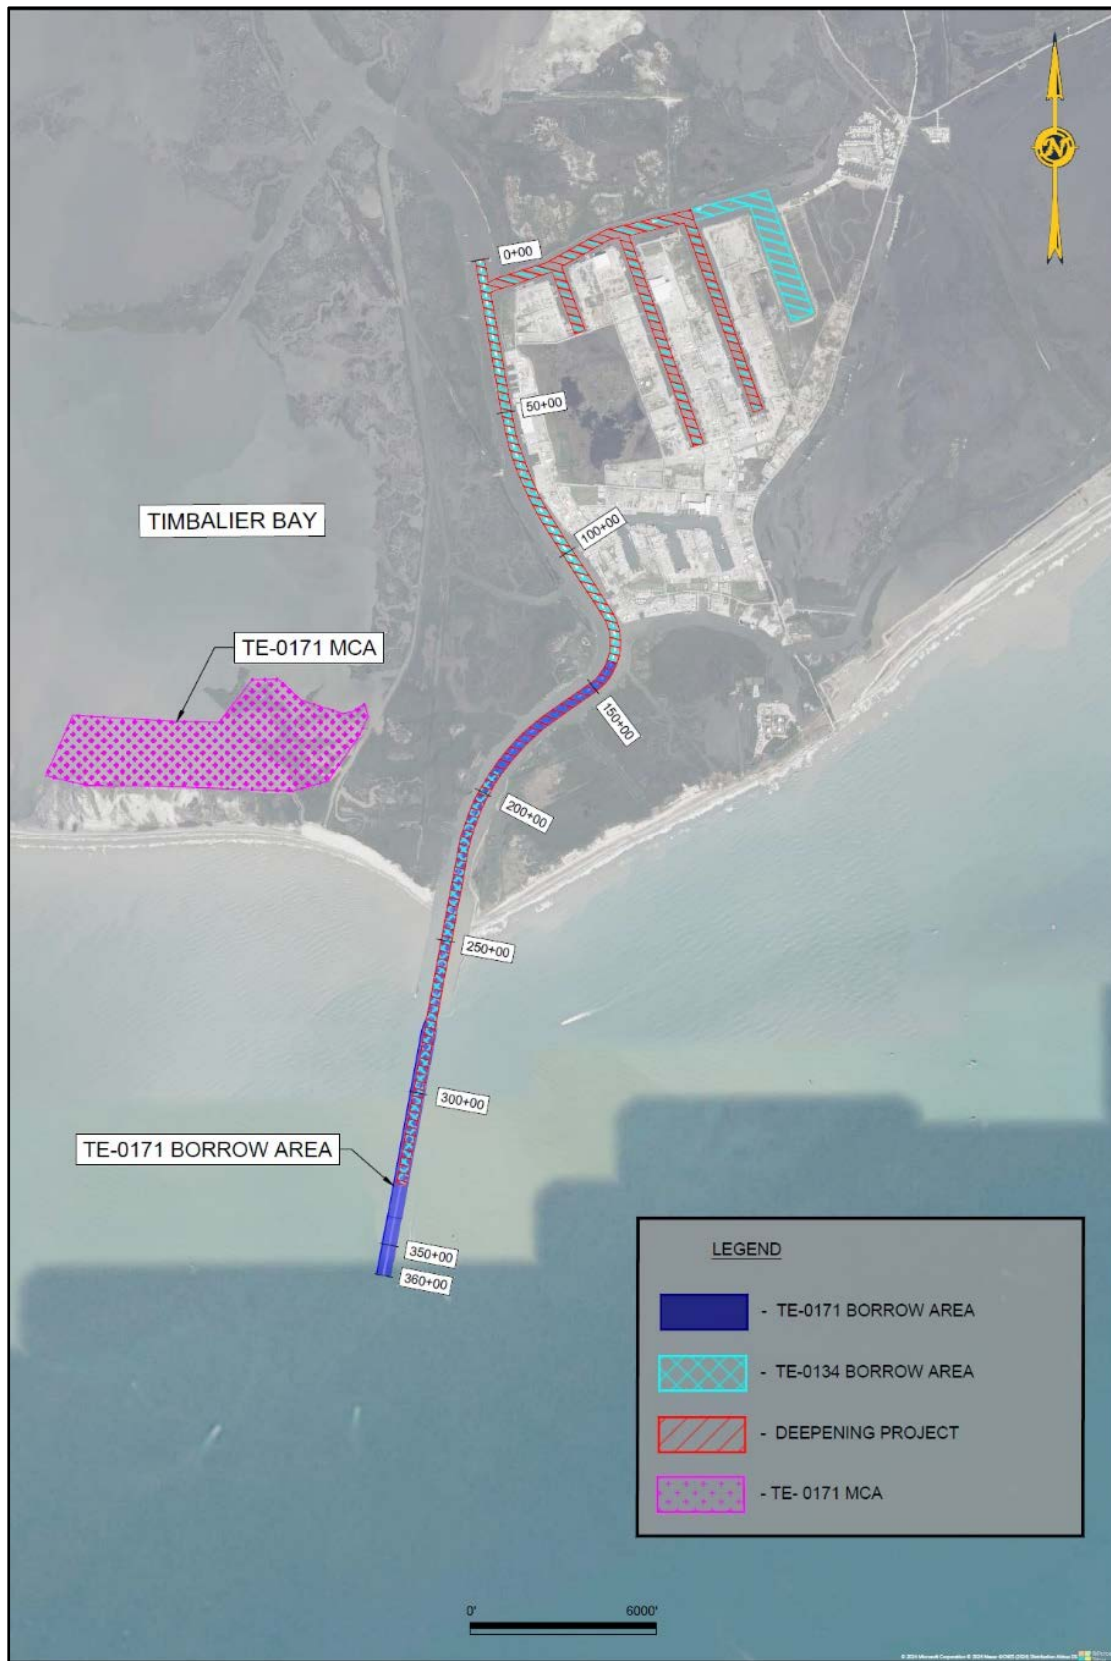 N
0+00
50+00
TIMBALIER BAY
100+00
TE-0171 MCA
150+00
200+00
250+00
300+00
TE-0171 BORROW AREA
350+00
360+00
LEGEND
- TE-0171 BORROW AREA
- TE-0134 BORROW AREA
- DEEPENING PROJECT
- TE- 0171 MCA
0' 6000'